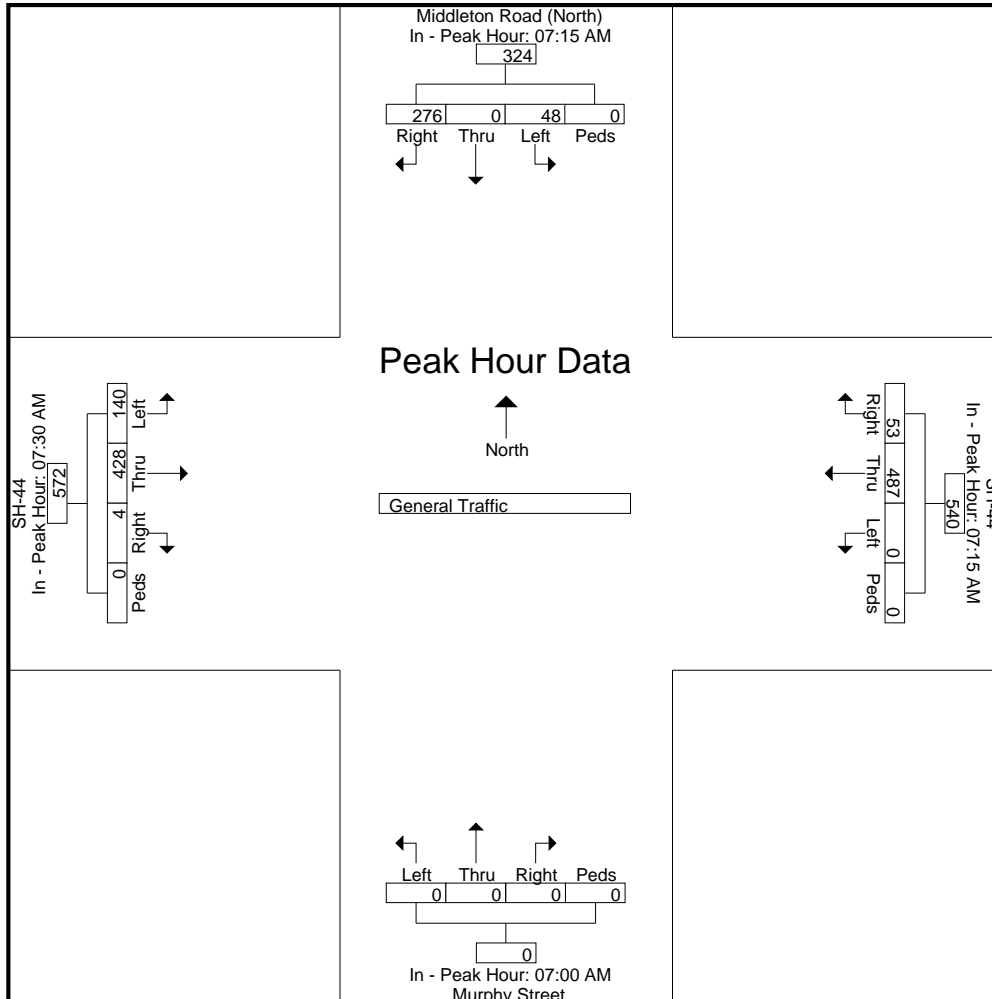 Middleton Road (North)
In - Peak Hour: 07:15 AM
324
276 0 48 0
Right Thru Left Peds
Peak Hour Data
North
General Traffic
SH-44
In - Peak Hour: 07:30 AM
572
140 428 4 0
Left Thru Right Peds
SH-44
In - Peak Hour: 07:15 AM
540
53 487 0 0
Right Thru Left Peds
Left Thru Right Peds
0 0 0 0
0
In - Peak Hour: 07:00 AM
Murphy Street